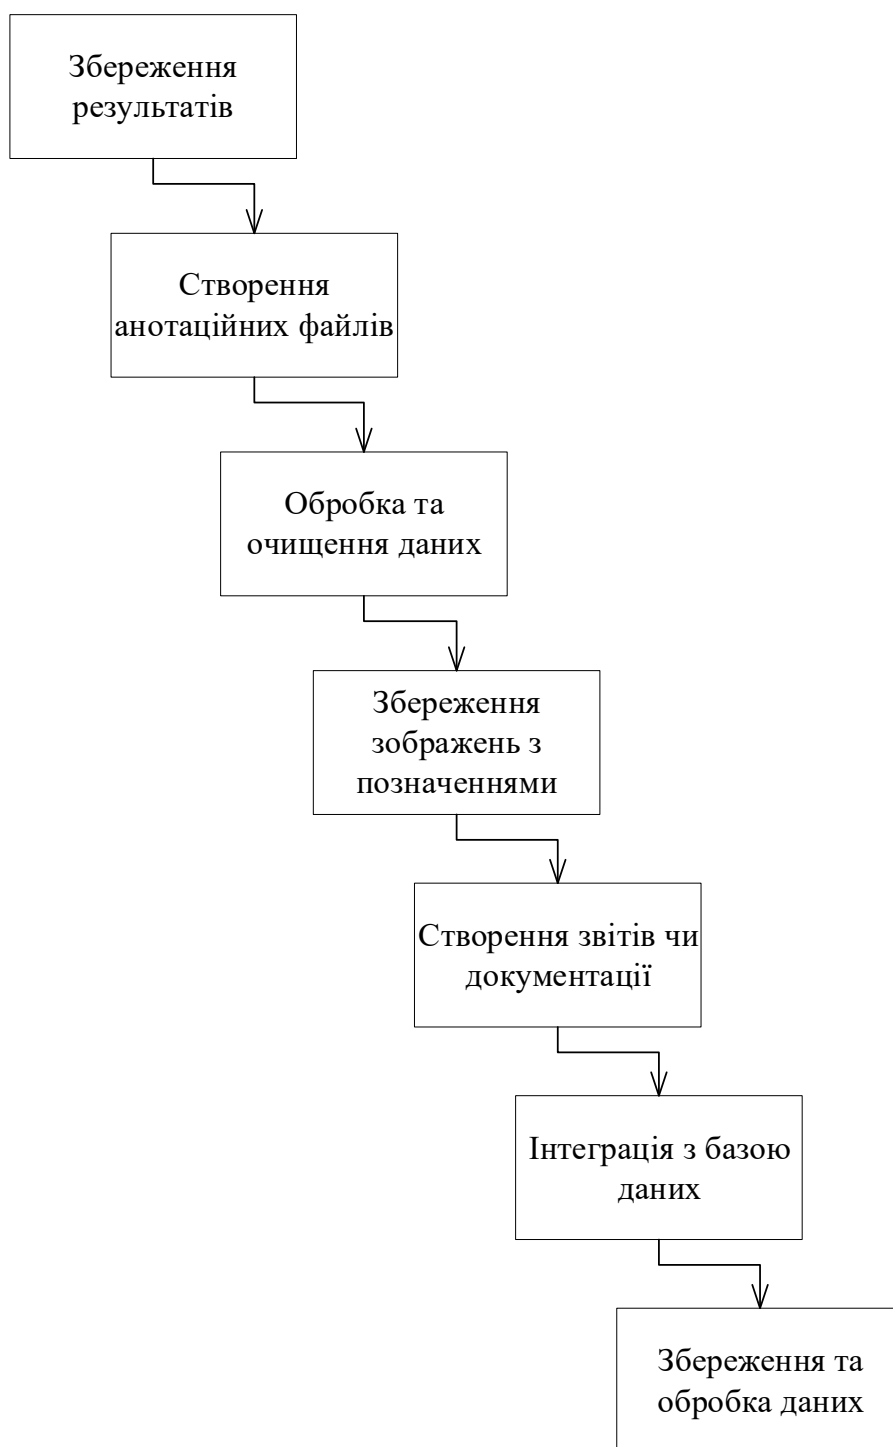 Збереження
результатів
Створення
анотаційних файлів
Обробка та
очищення даних
Збереження
зображень з
позначеннями
Створення звітів чи
документації
Інтеграція з базою
даних
Збереження та
обробка даних